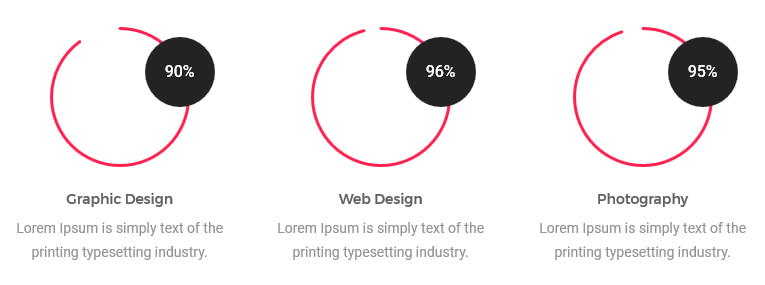 90%
Graphic Design
Lorem Ipsum is simply text of the
printing typesetting industry.
96%
Web Design
Lorem Ipsum is simply text of the
printing typesetting industry.
95%
Photography
Lorem Ipsum is simply text of the
printing typesetting industry.